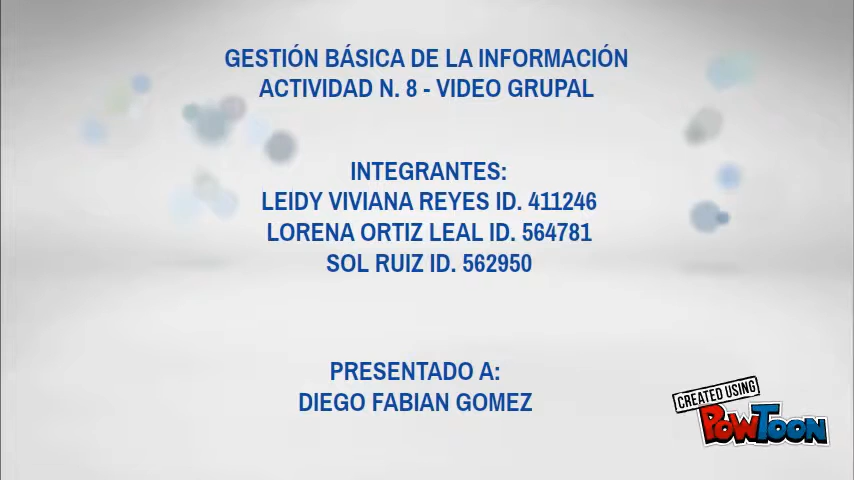 GESTIÓN BÁSICA DE LA INFORMACIÓN
ACTIVIDAD N. 8 - VIDEO GRUPAL
INTEGRANTES:
LEIDY VIVIANA REYES ID. 411246
LORENA ORTIZ LEAL ID. 564781
SOL RUIZ ID. 562950
PRESENTADO A:
DIEGO FABIAN GOMEZ
CREATED USING
POWTOON